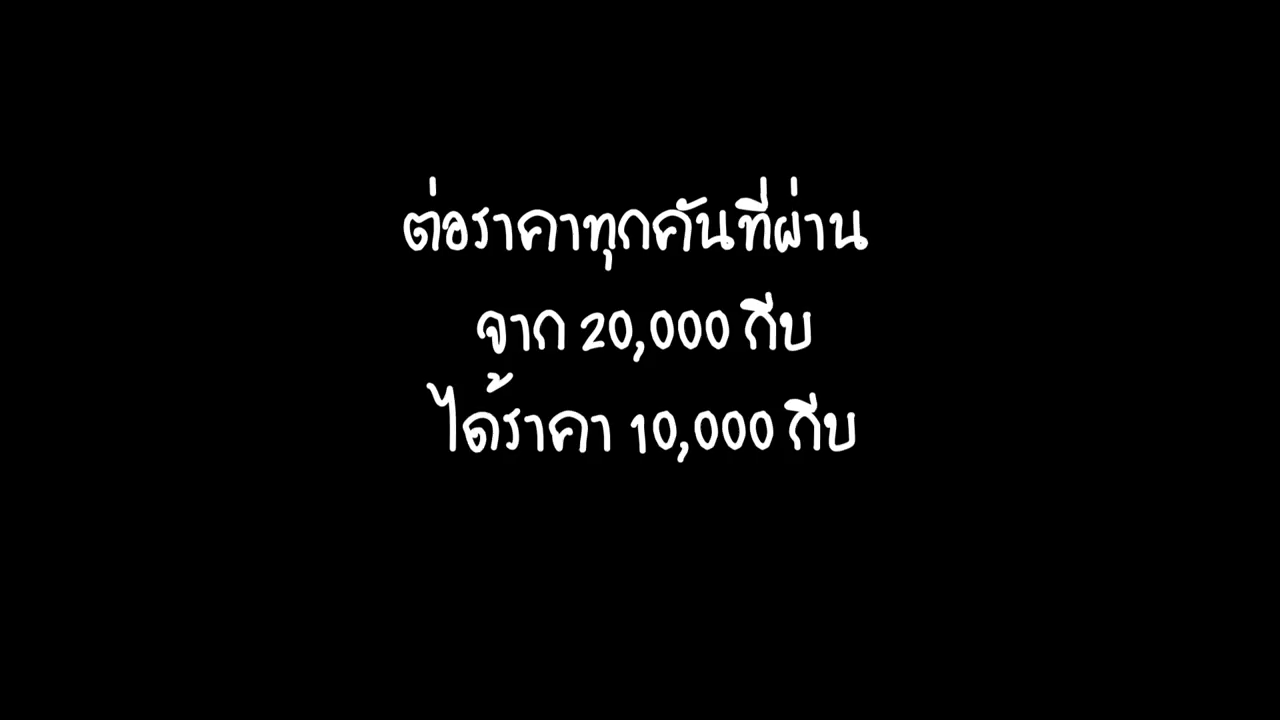 ต่อราคาทุกคันที่ผ่าน
จาก 20,000 กีบ
ได้ราคา 10,000 กีบ